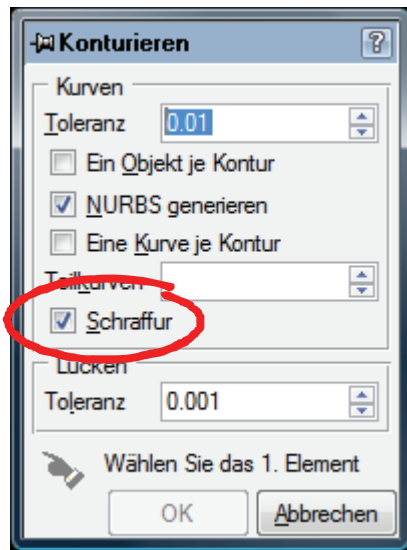 Konturieren ?
Kurven
Toleranz 0.01
Ein Objekt je Kontur
NURBS generieren
Eine Kurve je Kontur
Teilkurven
Schraffur
Lücken
Toleranz 0.001
Wählen Sie das 1. Element
OK Abbrechen